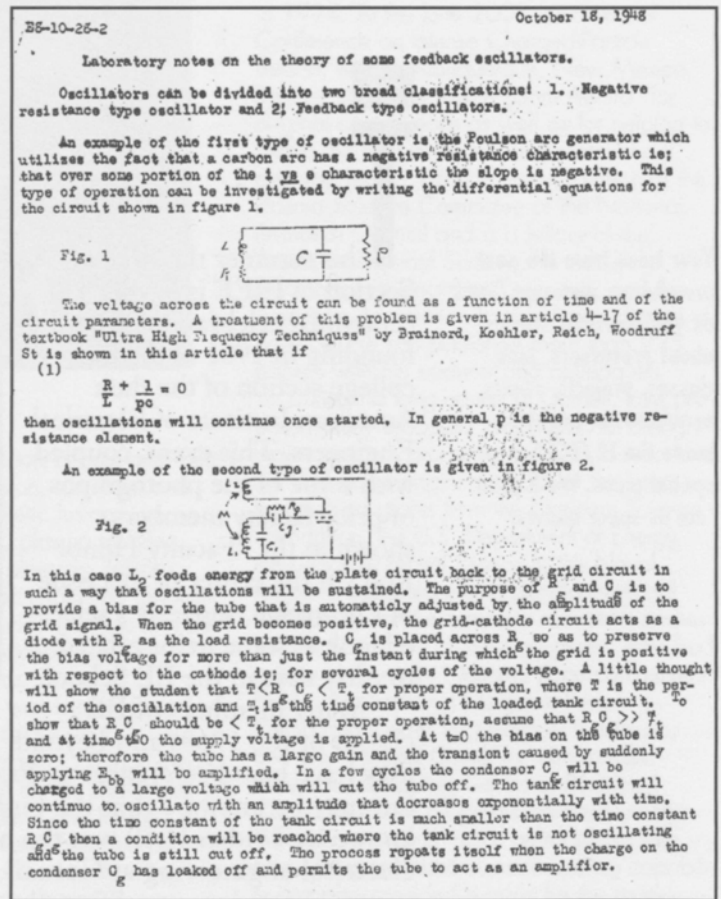 October 18, 1948
ES-10-26-2
Laboratory notes on the theory of some feedback oscillators.
Oscillators can be divided into two broad classifications: 1. Negative
resistance type oscillator and 2. Feedback type oscillators.
An example of the first type of oscillator is the Poulson arc generator which
utilizes the fact that a carbon arc has a negative resistance characteristic ie;
that over some portion of the i vs e characteristic the slope is negative. This
type of operation can be investigated by writing the differential equations for
the circuit shown in figure 1.
Fig. 1
L
R
C
p
The voltage across the circuit can be found as a function of time and of the
circuit parameters. A treatment of this problem is given in article 4-17 of the
textbook "Ultra High Frequency Techniques" by Brainerd, Koehler, Reich, Woodruff
St is shown in this article that if
(1)
R/L + 1/pc = 0
then oscillations will continue once started. In general p is the negative re-
sistance element.
An example of the second type of oscillator is given in figure 2.
Fig. 2
L2
M
L1
C1
Rg
Cg
In this case L2 feeds energy from the plate circuit back to the grid circuit in
such a way that oscillations will be sustained. The purpose of Rg and Cg is to
provide a bias for the tube that is automaticly adjusted by the amplitude of the
grid signal. When the grid becomes positive, the grid-cathode circuit acts as a
diode with Rg as the load resistance. Cg is placed across Rg so as to preserve
the bias voltage for more than just the instant during which the grid is positive
with respect to the cathode ie; for several cycles of the voltage. A little thought
will show the student that T < RgCg < Tt for proper operation, where T is the per-
iod of the oscillation and Tt is the time constant of the loaded tank circuit. To
show that RgCg should be < Tt for the proper operation, assume that RgCg >> Tt
and at time t=0 the supply voltage is applied. At t=0 the bias on the tube is
zero; therefore the tube has a large gain and the transient caused by suddenly
applying Ebb will be amplified. In a few cycles the condensor Cg will be
charged to a large voltage which will cut the tube off. The tank circuit will
continue to oscillate with an amplitude that decreases exponentially with time.
Since the time constant of the tank circuit is much smaller than the time constant
RgCg then a condition will be reached where the tank circuit is not oscillating
and the tube is still cut off. The process repeats itself when the charge on the
condenser Cg has leaked off and permits the tube to act as an amplifier.